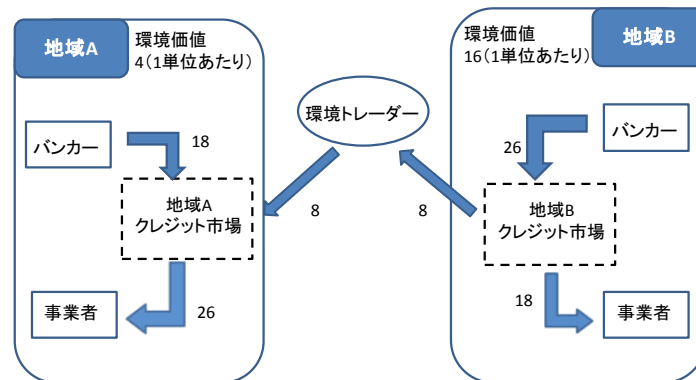 地域A
環境価値
4(1単位あたり)
バンカー
18
地域A
クレジット市場
事業者
26
環境トレーダー
8
8
環境価値
16(1単位あたり)
地域B
バンカー
26
地域B
クレジット市場
18
事業者